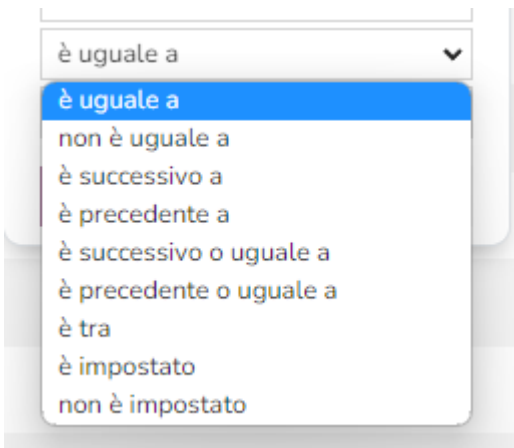 è uguale a
è uguale a
non è uguale a
è successivo a
è precedente a
è successivo o uguale a
è precedente o uguale a
è tra
è impostato
non è impostato